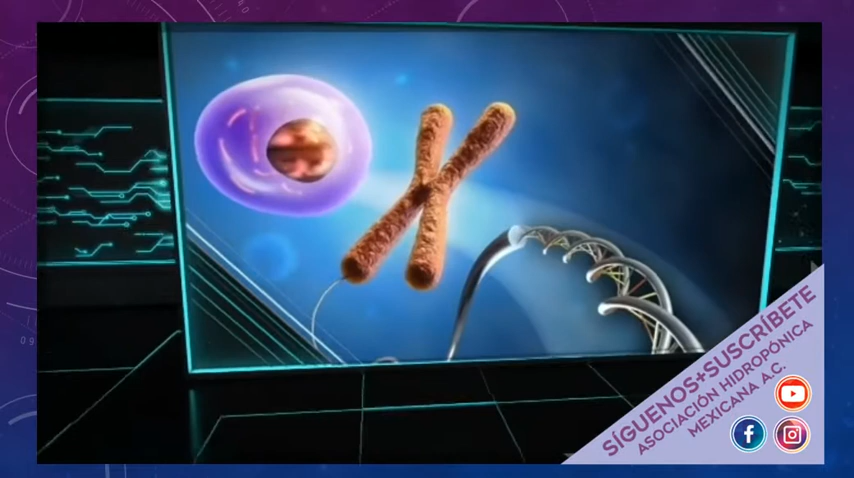 SÍGUENOS+SUSCRÍBETE
ASOCIACIÓN HIDROPÓNICA
MEXICANA A.C.